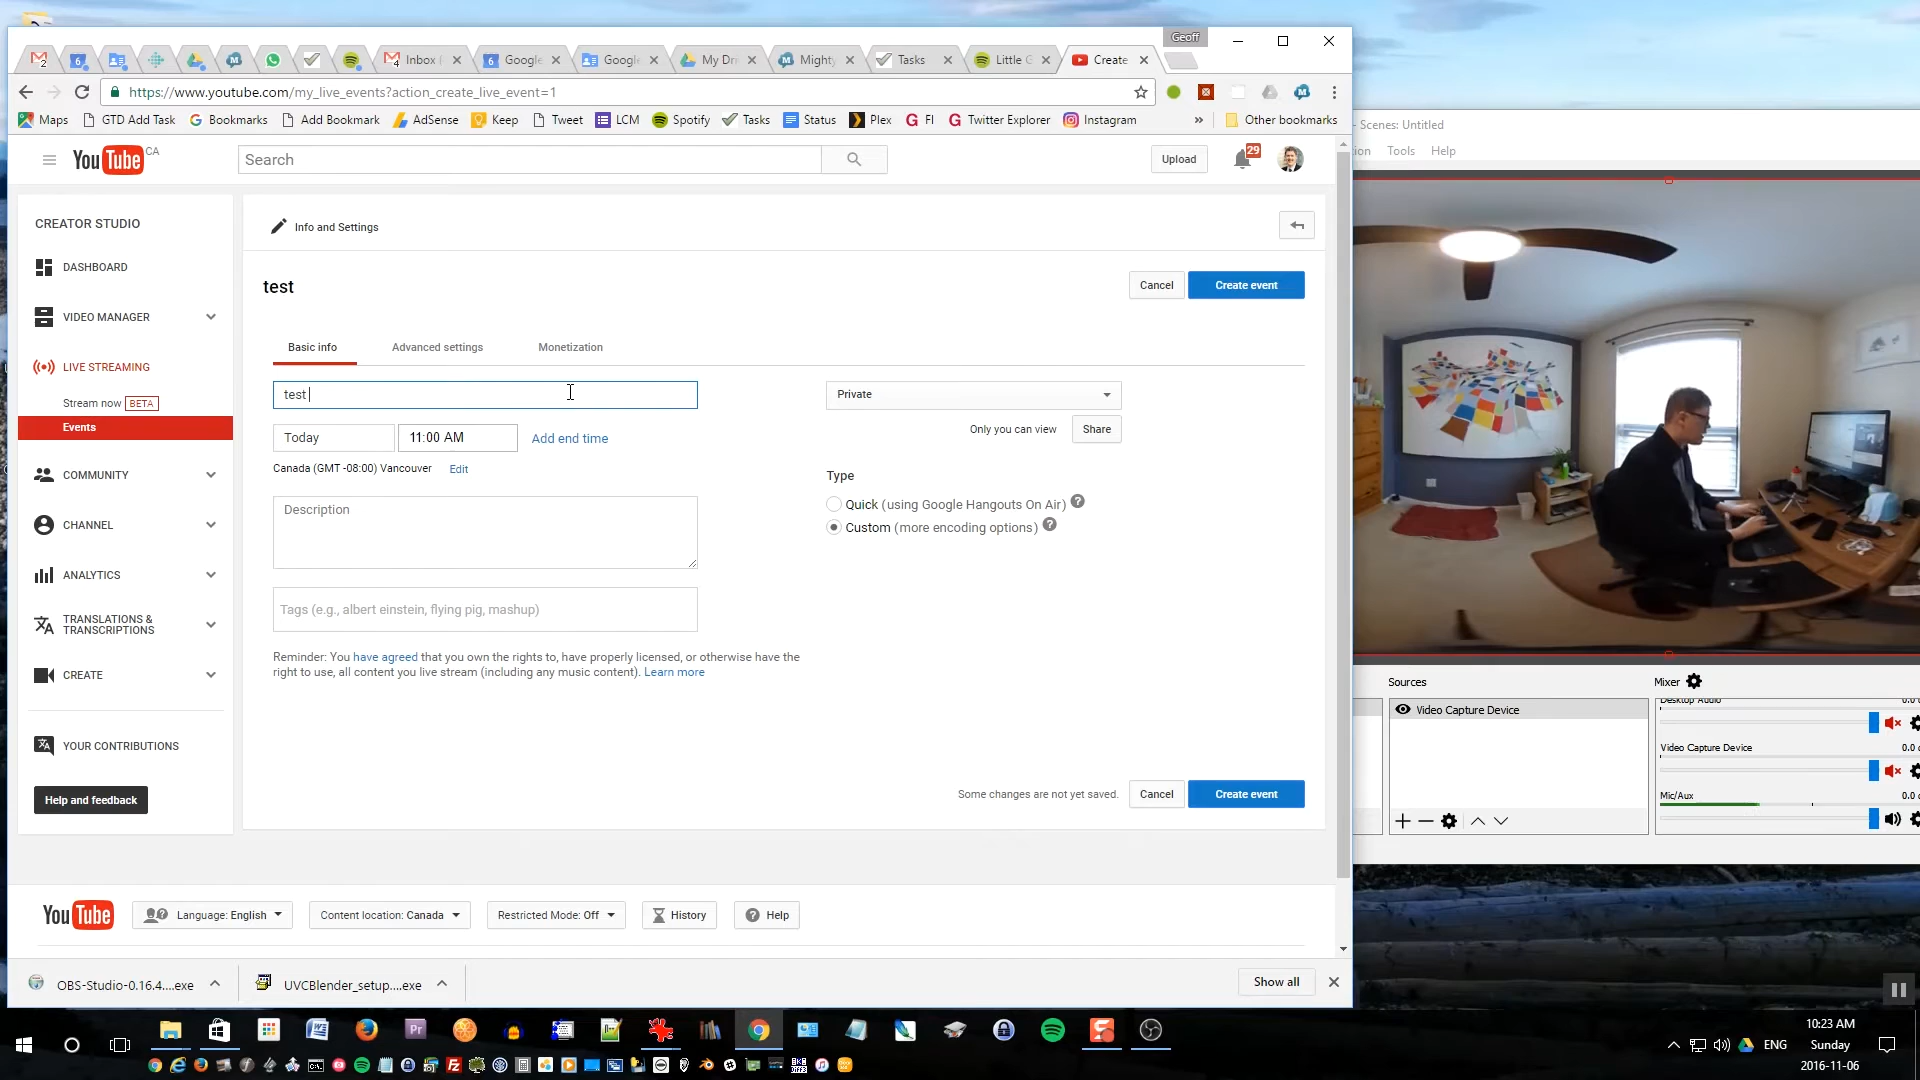 Geoff
2
6
Inbox
4
Google
6
Google
My Dri
Mighty
Tasks
Little G
Create
https://www.youtube.com/my_live_events?action_create_live_event=1
Maps
GTD Add Task
Bookmarks
Add Bookmark
AdSense
Keep
Tweet
LCM
Spotify
Tasks
Status
Plex
FI
Twitter Explorer
Instagram
»
Other bookmarks
Scenes: Untitled
Tools
Help
YouTube CA
Search
Upload
29
CREATOR STUDIO
DASHBOARD
VIDEO MANAGER
LIVE STREAMING
Stream now BETA
Events
COMMUNITY
CHANNEL
ANALYTICS
TRANSLATIONS &
TRANSCRIPTIONS
CREATE
YOUR CONTRIBUTIONS
Help and feedback
Info and Settings
test
Cancel
Create event
Basic info
Advanced settings
Monetization
test
Today
11:00 AM
Add end time
Canada (GMT -08:00) Vancouver
Edit
Description
Tags (e.g., albert einstein, flying pig, mashup)
Reminder: You have agreed that you own the rights to, have properly licensed, or otherwise have the
right to use, all content you live stream (including any music content). Learn more
Private
Only you can view
Share
Type
Quick (using Google Hangouts On Air)
Custom (more encoding options)
Some changes are not yet saved.
Cancel
Create event
Sources
Video Capture Device
Mixer
Desktop Audio
Video Capture Device
Mic/Aux
YouTube
Language: English
Content location: Canada
Restricted Mode: Off
History
Help
OBS-Studio-0.16.4....exe
UVCBlender_setup....exe
Show all
Pr
ENG
10:23 AM
Sunday
2016-11-06